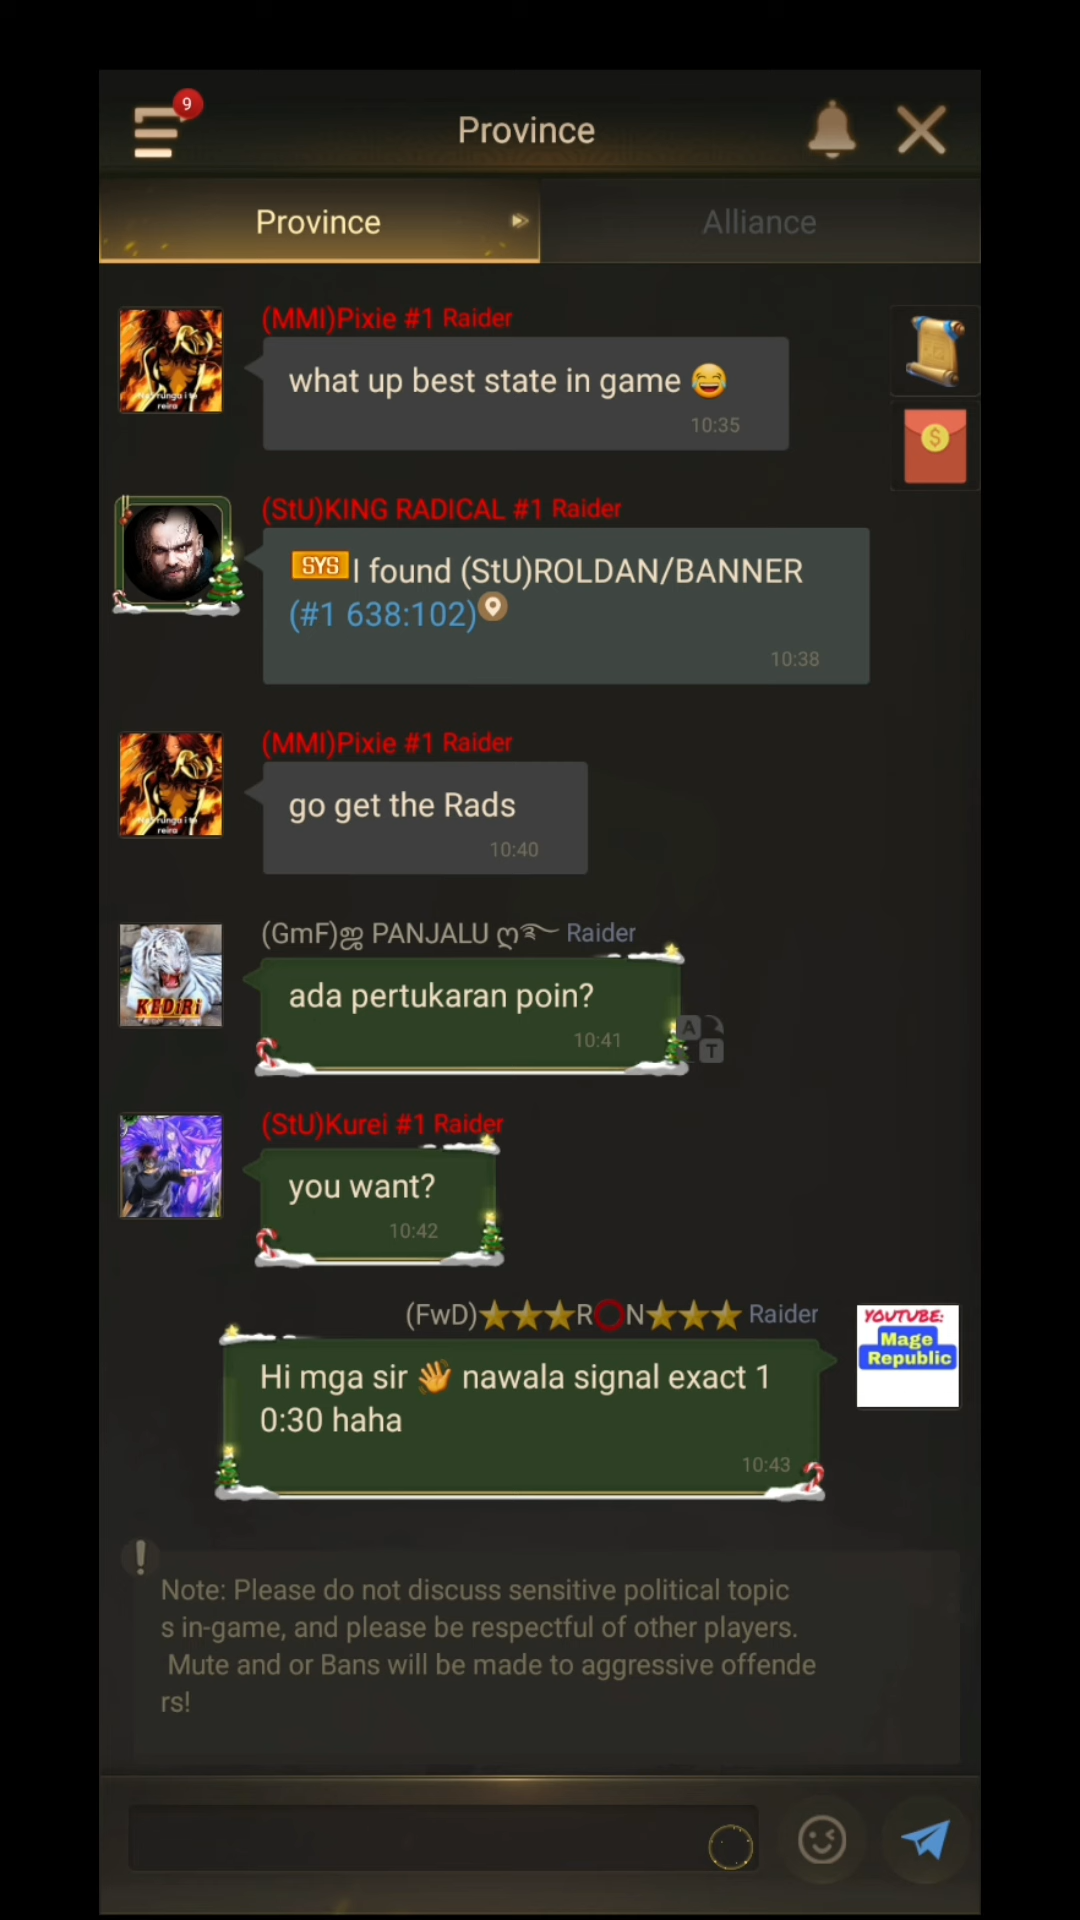 9
Province
Province
Alliance
(MMI)Pixie #1 Raider
what up best state in game 😂
10:35
(StU)KING RADICAL #1 Raider
SYS I found (StU)ROLDAN/BANNER
(#1 638:102)
10:38
(MMI)Pixie #1 Raider
go get the Rads
10:40
KEDiRi
(GmF)ஜ PANJALU ღ Raider
ada pertukaran poin?
10:41
A
T
(StU)Kurei #1 Raider
you want?
10:42
(FwD)⭐⭐⭐R⭕N⭐⭐⭐ Raider
YOUTUBE:
Mage
Republic
Hi mga sir 👋 nawala signal exact 1
0:30 haha
10:43
Note: Please do not discuss sensitive political topic
s in-game, and please be respectful of other players.
Mute and or Bans will be made to aggressive offende
rs!